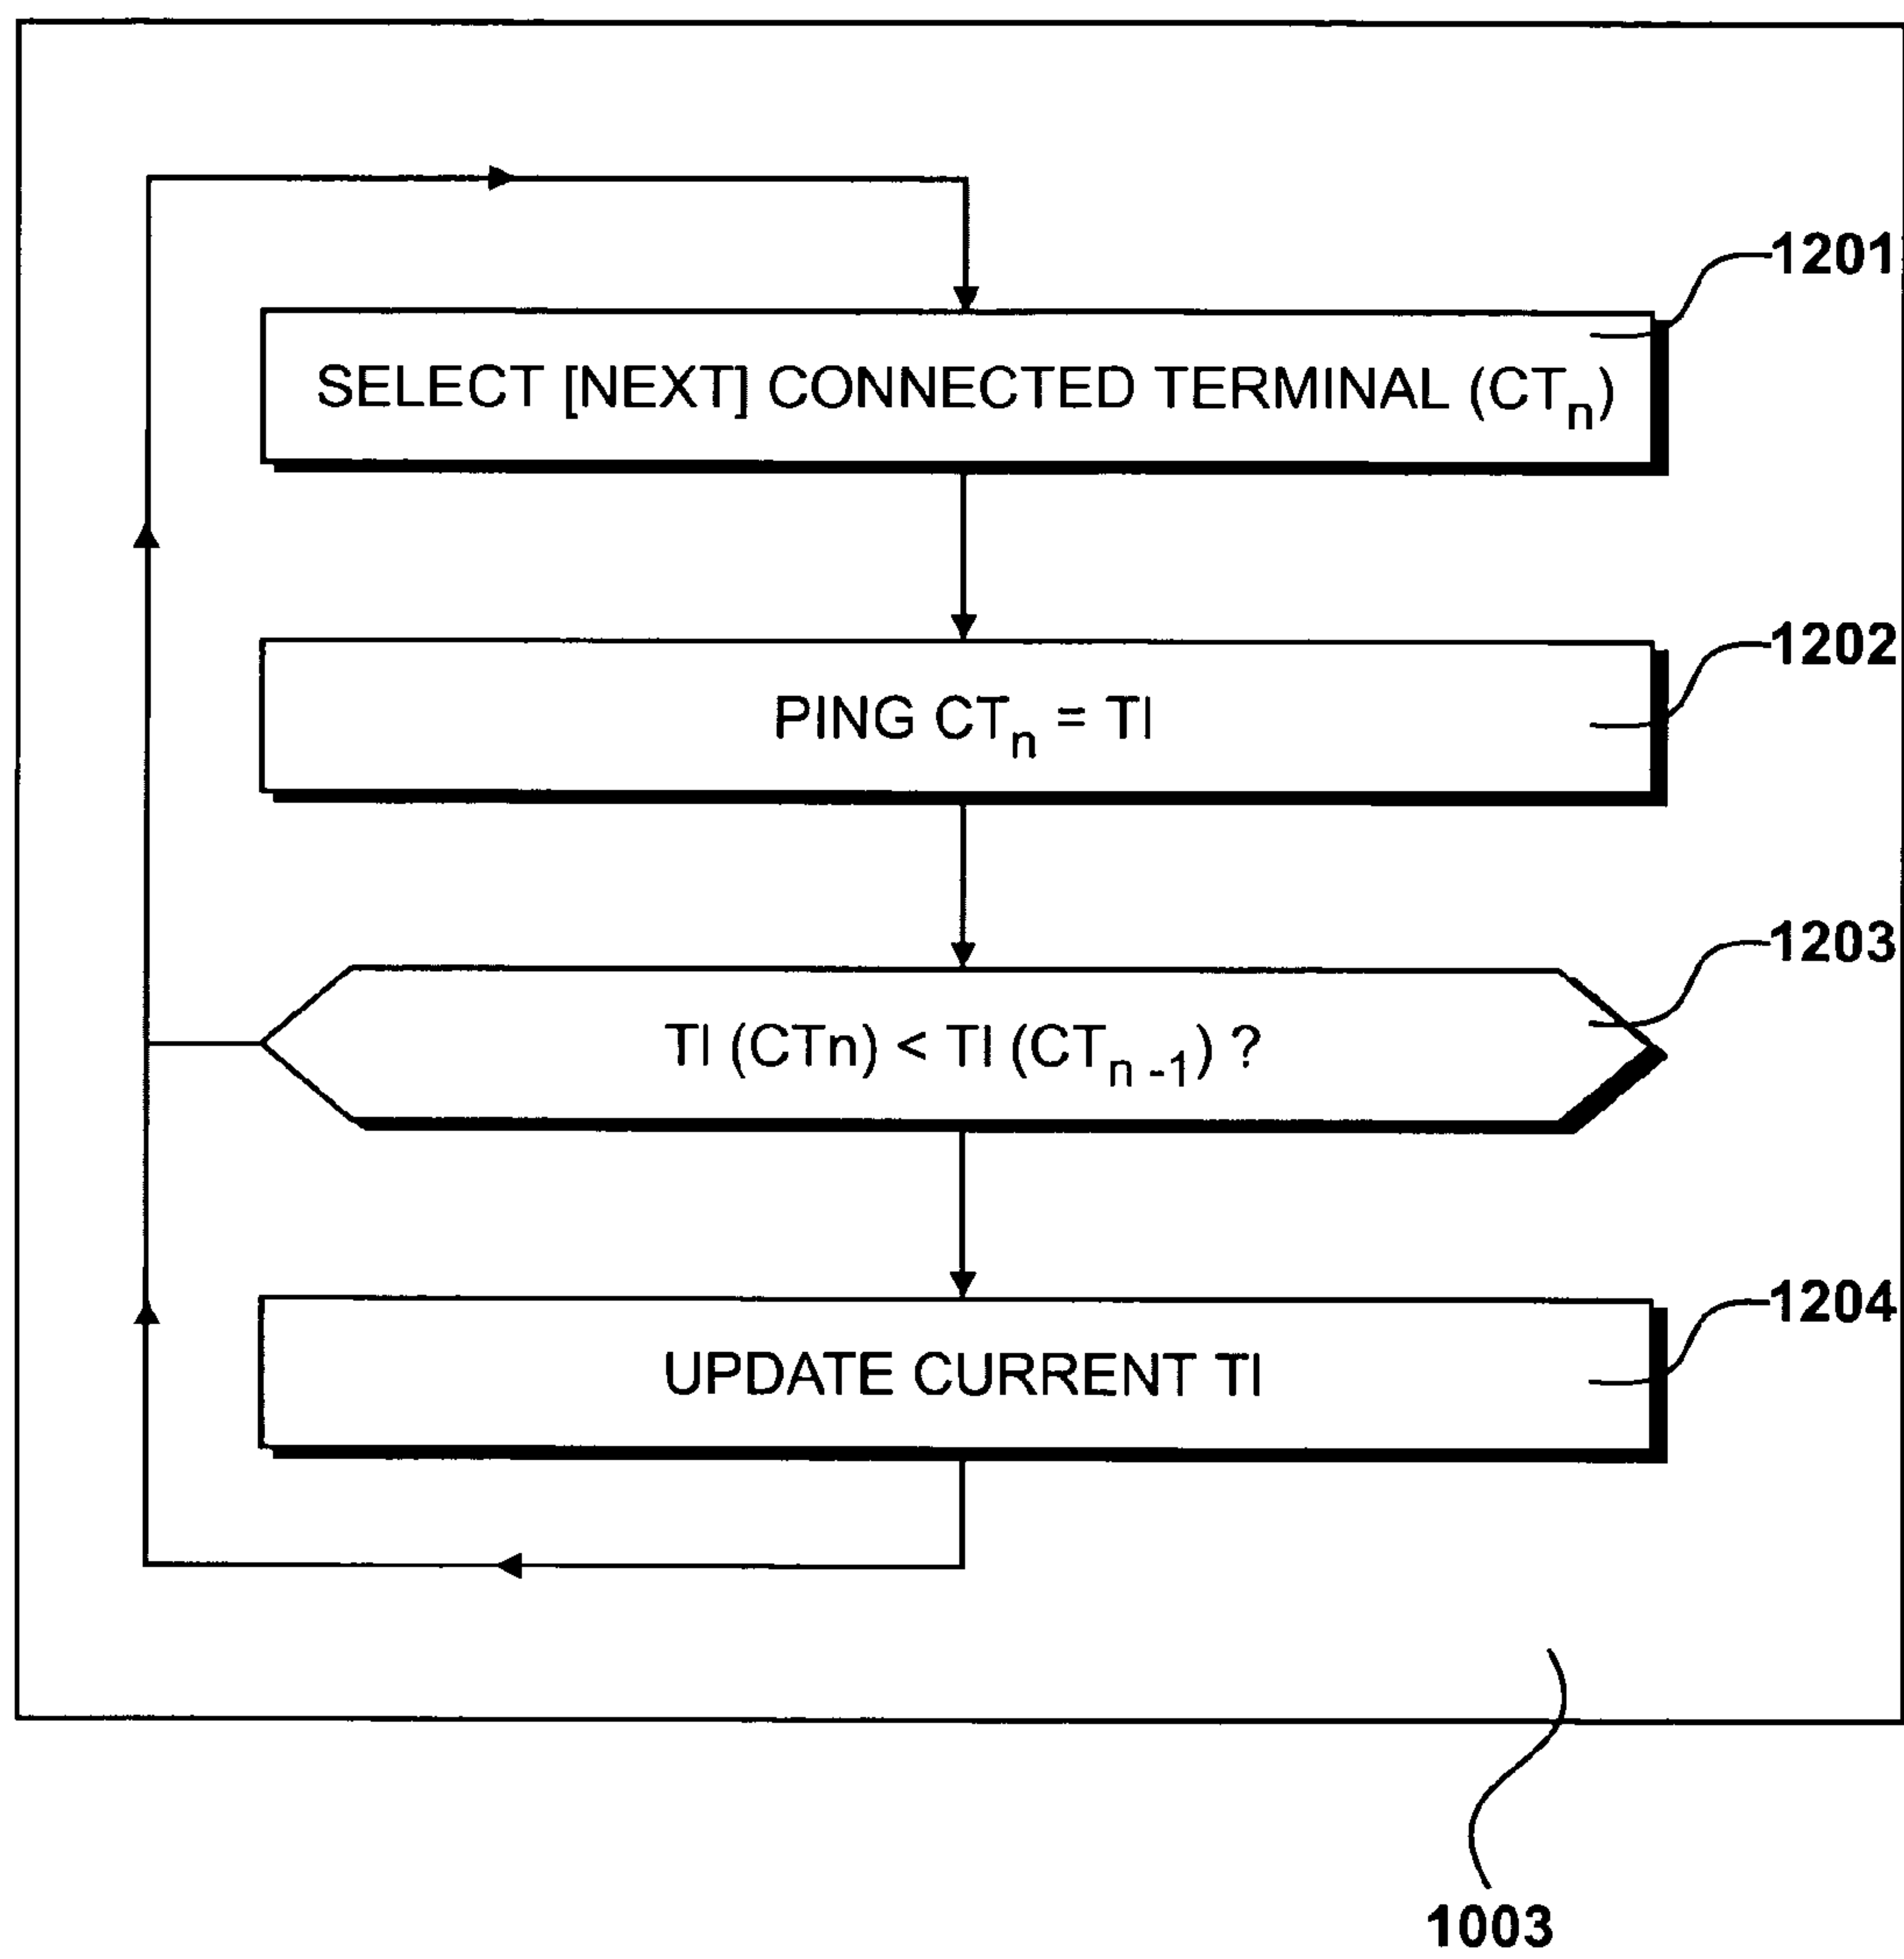 1201
SELECT [NEXT] CONNECTED TERMINAL (CTn)
1202
PING CTn = TI
1203
TI (CTn) < TI (CTn -1) ?
1204
UPDATE CURRENT TI
1003